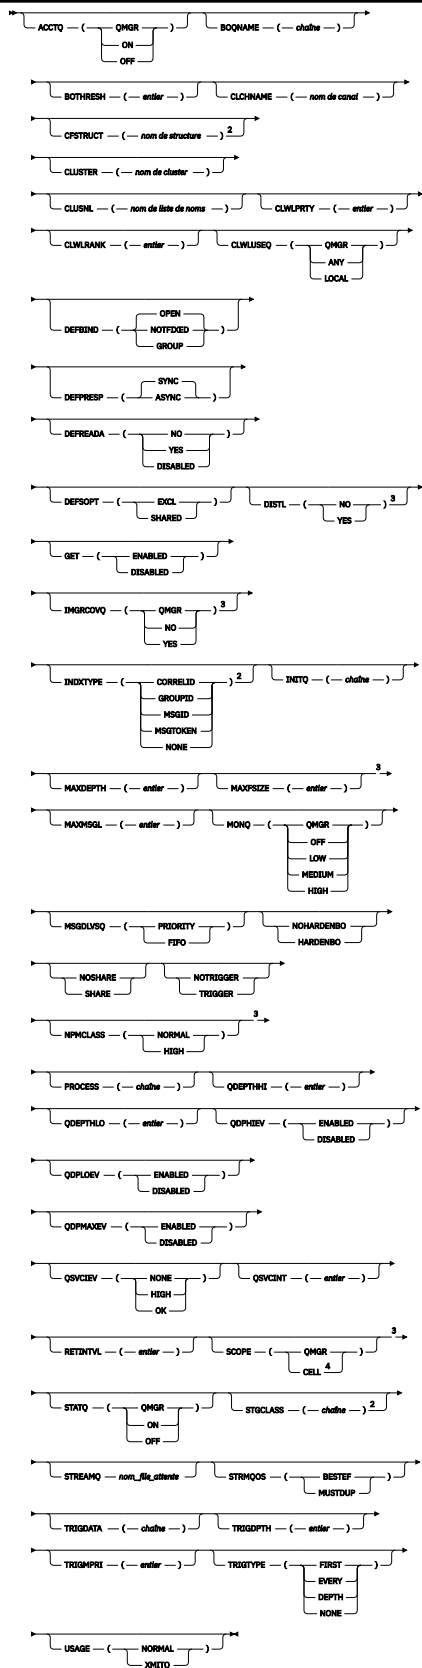 ACCTQ ( QMGR ) BOQNAME ( chaîne )
ON
OFF
BOTHRESH ( entier ) CLCHNAME ( nom de canal )
CFSTRUCT ( nom de structure ) 2
CLUSTER ( nom de cluster )
CLUSNL ( nom de liste de noms ) CLWLPRTY ( entier )
CLWLRANK ( entier ) CLWLUSEQ ( QMGR )
ANY
LOCAL
OPEN
DEFBIND ( NOTFIXED )
GROUP
SYNC
DEFPRESP ( ASYNC )
DEFREADA ( NO )
YES
DISABLED
DEFSOPT ( EXCL ) DISTL ( NO ) 3
SHARED YES
GET ( ENABLED )
DISABLED
IMGRCOVQ ( QMGR ) 3
NO
YES
INDXTYPE ( CORRELID ) 2 INITQ ( chaîne )
GROUPID
MSGID
MSGTOKEN
NONE
MAXDEPTH ( entier ) MAXFSIZE ( entier ) 3
MAXMSGL ( entier ) MONQ ( QMGR )
OFF
LOW
MEDIUM
HIGH
MSGDLVSQ ( PRIORITY ) NOHARDENBO
FIFO HARDENBO
NOSHARE NOTRIGGER
SHARE TRIGGER
NPMCLASS ( NORMAL ) 3
HIGH
PROCESS ( chaîne ) QDEPTHHI ( entier )
QDEPTHLO ( entier ) QDPHIEV ( ENABLED )
DISABLED
QDPLOEV ( ENABLED )
DISABLED
QDPMAXEV ( ENABLED )
DISABLED
QSVCIEV ( NONE ) QSVCINT ( entier )
HIGH
OK
RETINTVL ( entier ) SCOPE ( QMGR ) 3
CELL 4
STATQ ( QMGR ) STGCLASS ( chaîne ) 2
ON
OFF
STREAMQ nom_file_attente STRMQOS ( BESTEF )
MUSTDUP
TRIGDATA ( chaîne ) TRIGDPTH ( entier )
TRIGMPRI ( entier ) TRIGTYPE ( FIRST )
EVERY
DEPTH
NONE
USAGE ( NORMAL )
XMITQ